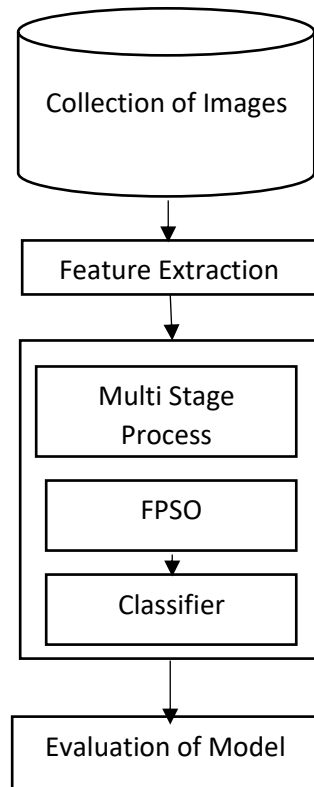 Collection of Images
Feature Extraction
Multi Stage
Process
FPSO
Classifier
Evaluation of Model